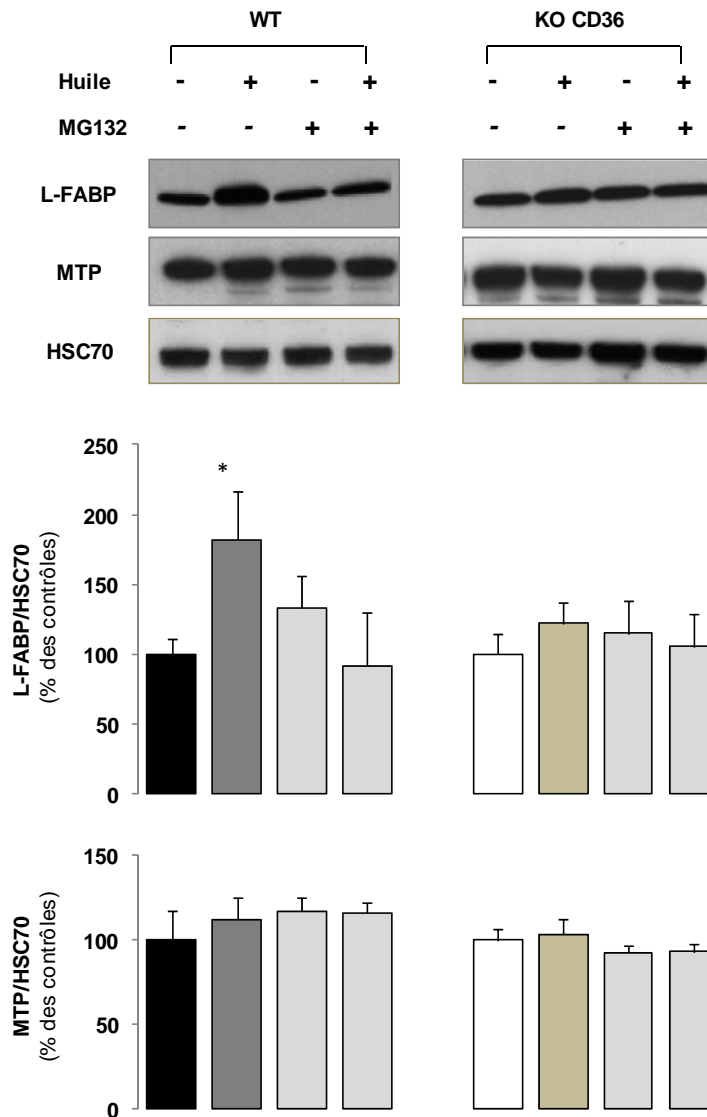 WT KO CD36
Huile - + - + - + - +
MG132 - - + + - - + +
L-FABP
MTP
HSC70
250
200
150
100
50
0
*
L-FABP/HSC70
(% des contrôles)
150
100
50
0
MTP/HSC70
(% des contrôles)